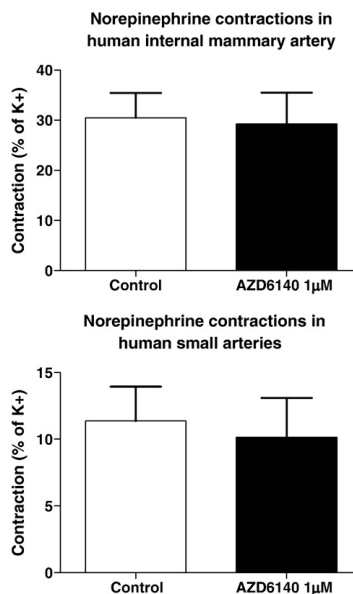 Norepinephrine contractions in
human internal mammary artery
Contraction (% of K+)
40
30
20
10
0
Control
AZD6140 1µM
Norepinephrine contractions in
human small arteries
Contraction (% of K+)
15
10
5
0
Control
AZD6140 1µM